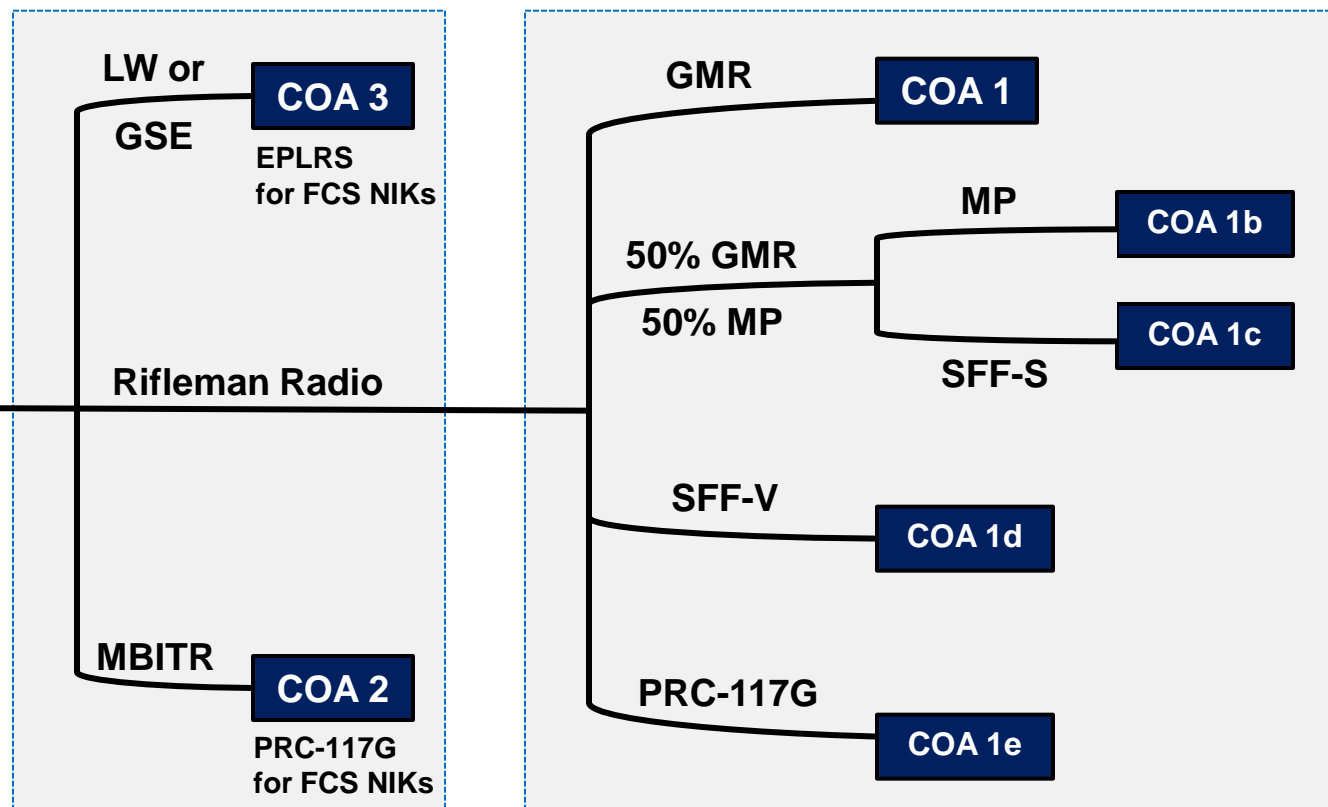 LW or
GSE
COA 3
EPLRS
for FCS NIKs
Rifleman Radio
MBITR
COA 2
PRC-117G
for FCS NIKs
GMR
COA 1
50% GMR
50% MP
MP
COA 1b
COA 1c
SFF-S
SFF-V
COA 1d
PRC-117G
COA 1e